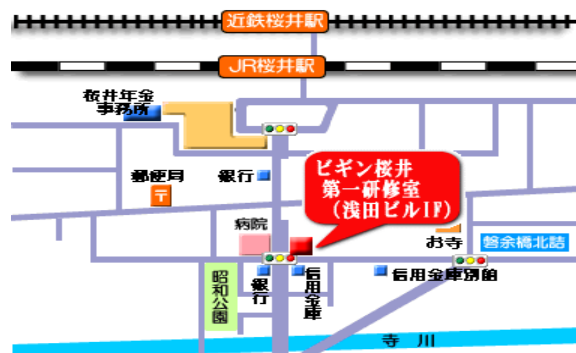 近鉄桜井駅
JR桜井駅
桜井年金
事務所
郵便局
〒
銀行
ビギン桜井
第一研修室
(浅田ビル1F)
病院
お寺
磐余橋北詰
昭和公園
銀行
信用金庫
信用金庫別館
寺川